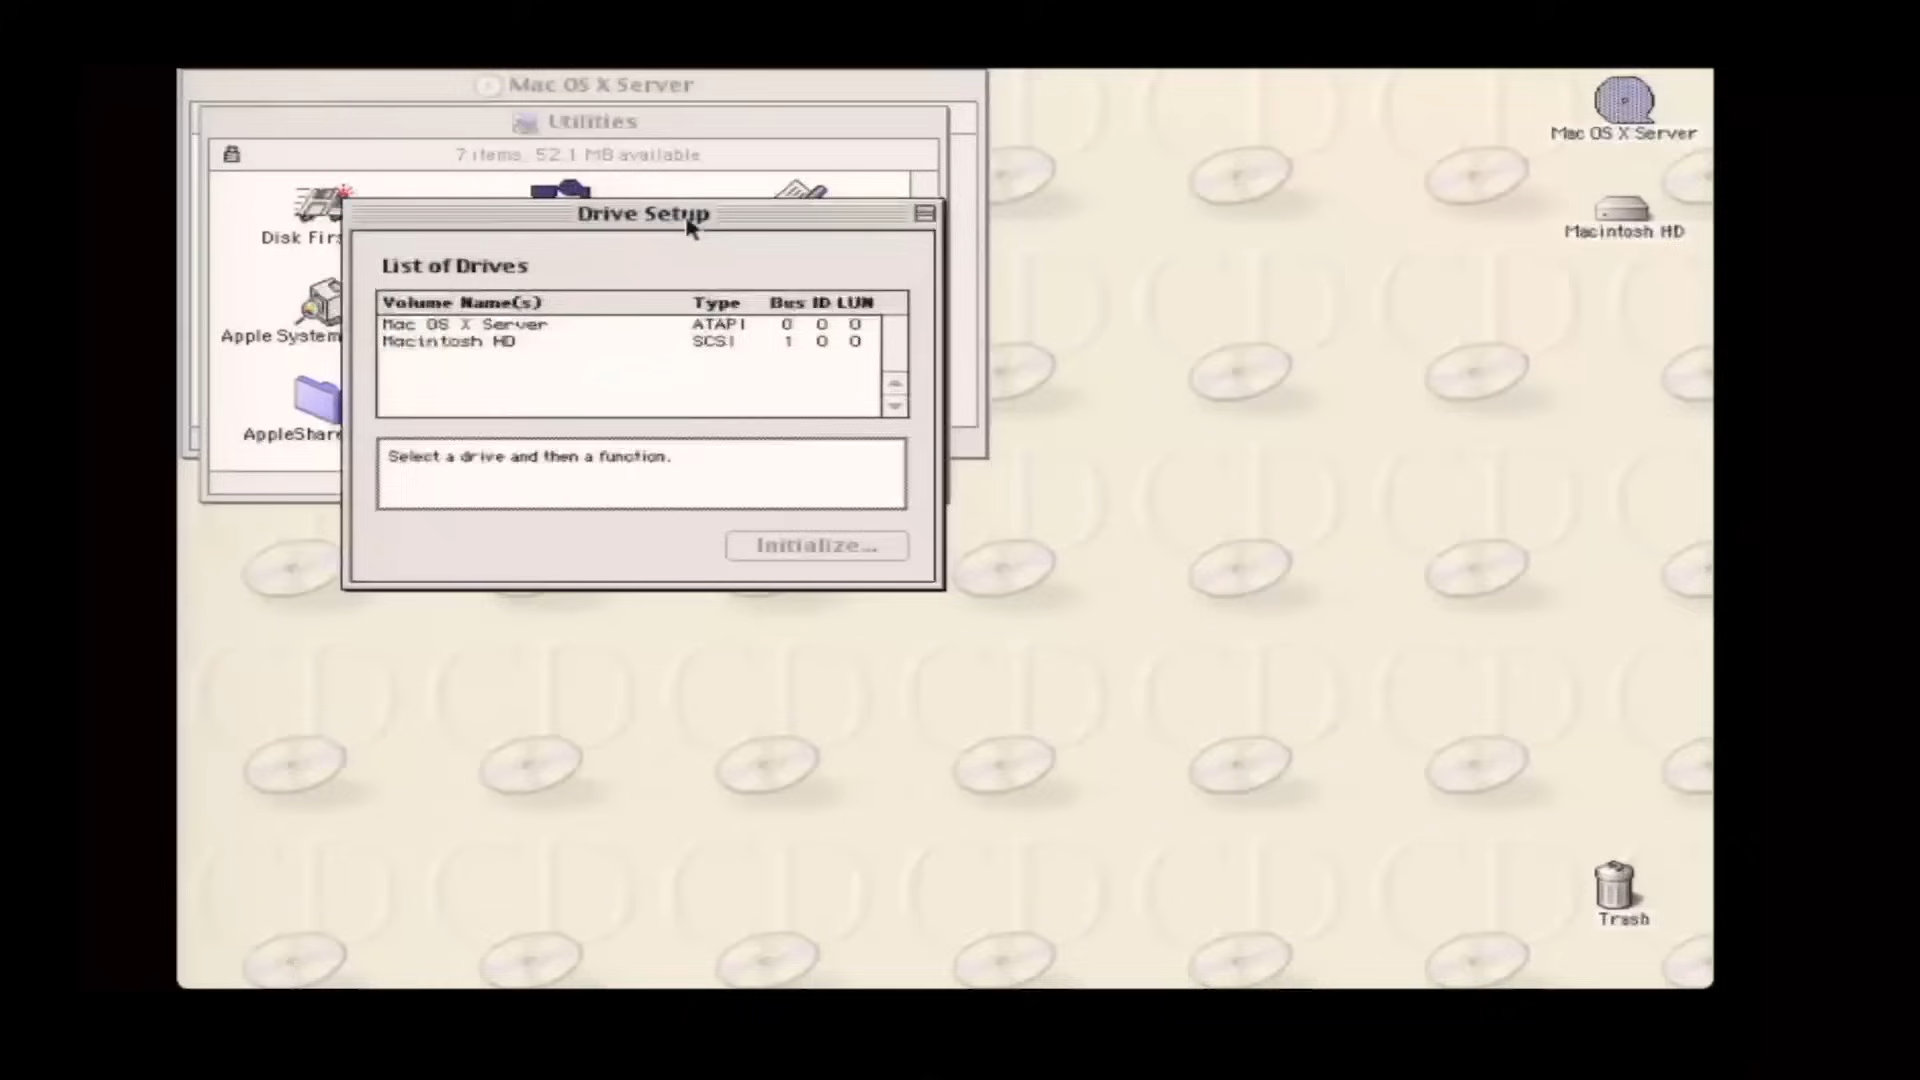 Mac OS X Server
Utilities
7 items, 52.1 MB available
Disk Firs
Apple System
AppleShare
Drive Setup
List of Drives
Volume Name(s) Type Bus ID LUN
Mac OS X Server ATAPI 0 0 0
Macintosh HD SCSI 1 0 0
Select a drive and then a function.
Initialize...
Mac OS X Server
Macintosh HD
Trash